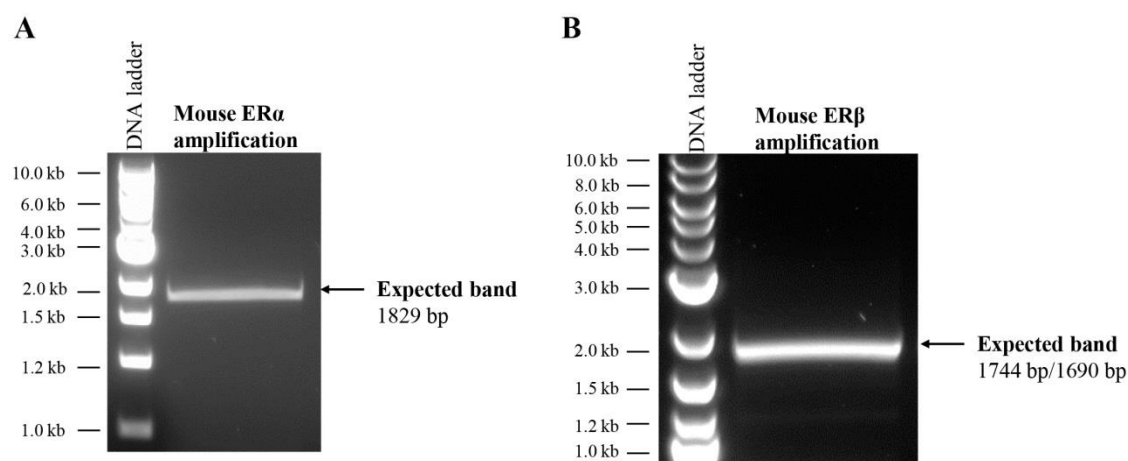 A
DNA ladder
Mouse ERα
amplification
10.0 kb
6.0 kb
4.0 kb
3.0 kb
2.0 kb
1.5 kb
1.2 kb
1.0 kb
Expected band
1829 bp
B
DNA ladder
Mouse ERβ
amplification
10.0 kb
8.0 kb
6.0 kb
5.0 kb
4.0 kb
3.0 kb
2.0 kb
1.5 kb
1.2 kb
1.0 kb
Expected band
1744 bp/1690 bp